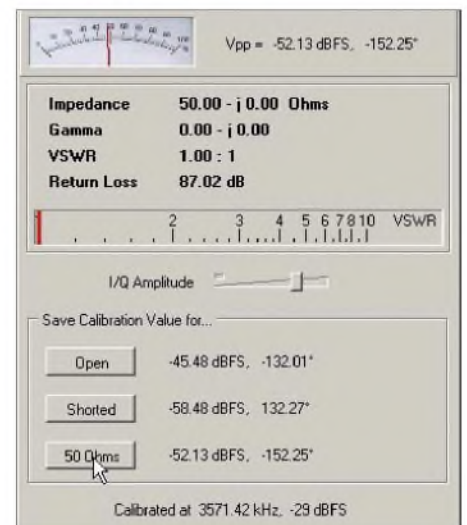 Vpp = -52.13 dBFS, -152.25°
Impedance 50.00 - j 0.00 Ohms
Gamma 0.00 - j 0.00
VSWR 1.00 : 1
Return Loss 87.02 dB
2 3 4 5 6 7 8 10 VSWR
I/Q Amplitude
Save Calibration Value for...
Open -45.48 dBFS, -132.01°
Shorted -58.48 dBFS, 132.27°
50 Ohms -52.13 dBFS, -152.25°
Calibrated at 3571.42 kHz, -29 dBFS